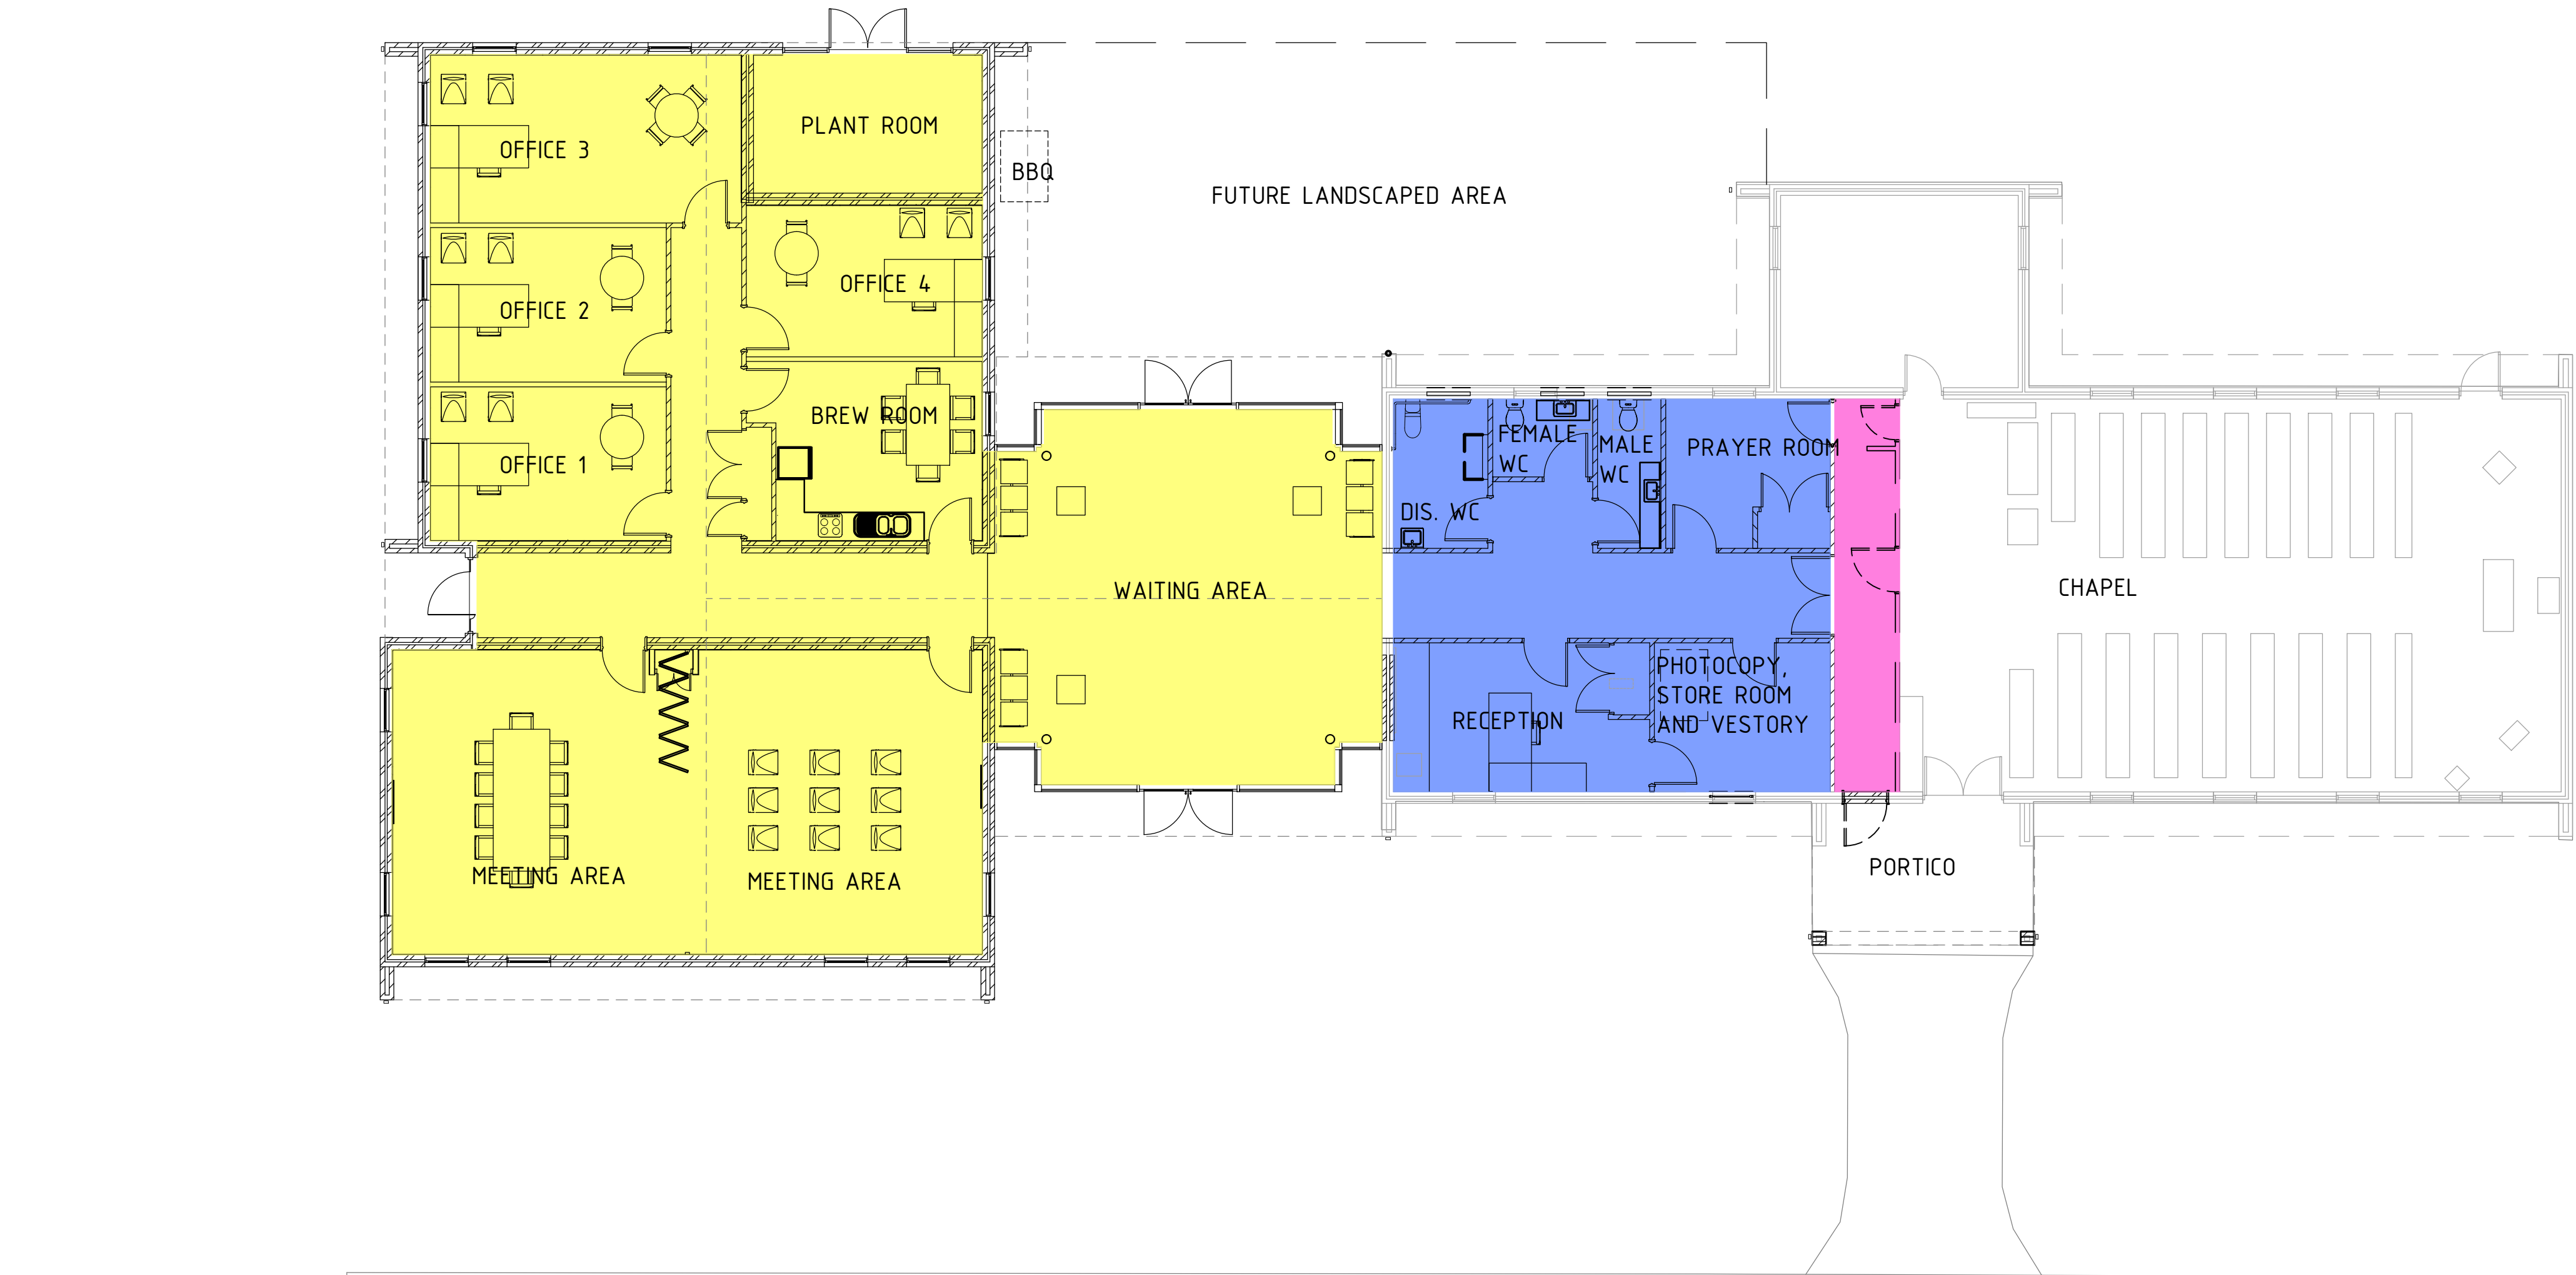 PLANT ROOM
OFFICE 3
BBQ
FUTURE LANDSCAPED AREA
OFFICE 4
OFFICE 2
BREW ROOM
OFFICE 1
FEMALE
WC
MALE
WC
PRAYER ROOM
DIS. WC
WAITING AREA
CHAPEL
PHOTOCOPY,
STORE ROOM
AND VESTORY
RECEPTION
PORTICO
MEETING AREA
MEETING AREA